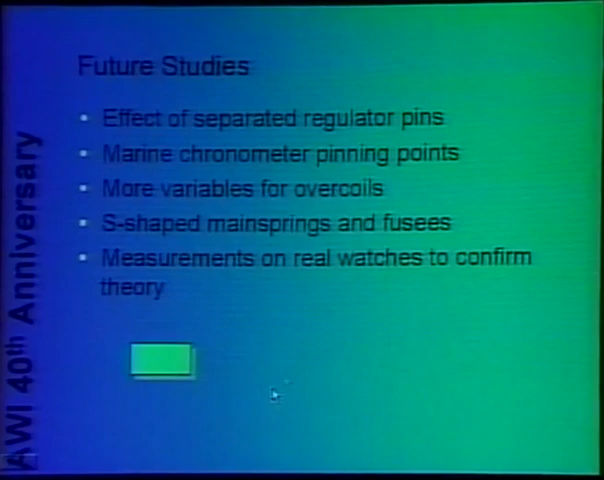 Future Studies
• Effect of separated regulator pins
• Marine chronometer pinning points
• More variables for overcoils
• S-shaped mainsprings and fusees
• Measurements on real watches to confirm
theory
AWI 40th Anniversary